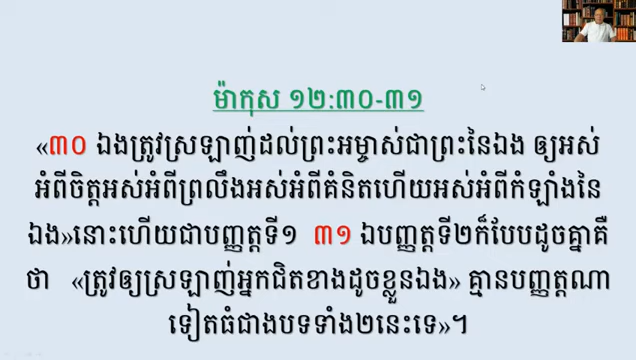 ម៉ាកុស ១២:៣០-៣១
«៣០ ឯងត្រូវស្រឡាញ់ដល់ព្រះអម្ចាស់ជាព្រះនៃឯង ឲ្យអស់
អំពីចិត្តអស់អំពីព្រលឹងអស់អំពីគំនិតហើយអស់អំពីកំឡាំងនៃ
ឯង»នោះហើយជាបញ្ញត្តទី១ ៣១ ឯបញ្ញត្តទី២ក៏បែបដូចគ្នាគឺ
ថា «ត្រូវឲ្យស្រឡាញ់អ្នកជិតខាងដូចខ្លួនឯង» គ្មានបញ្ញត្តណា
ទៀតធំជាងបទទាំង២នេះទេ»។